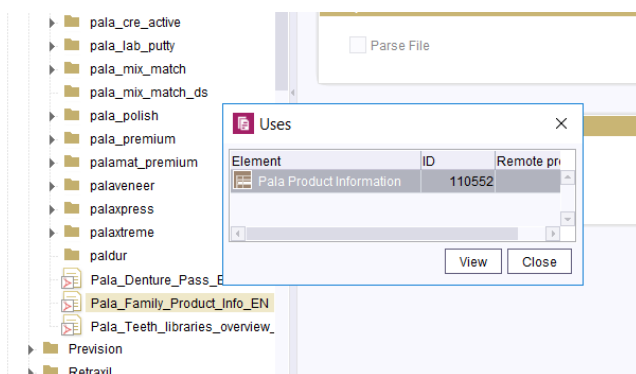 pala_cre_active
pala_lab_putty
pala_mix_match
pala_mix_match_ds
pala_polish
pala_premium
palamat_premium
palaveneer
palaxpress
palaxtreme
paldur
Pala_Denture_Pass_E
Pala_Family_Product_Info_EN
Pala_Teeth_libraries_overview_
Prevision
Retraxil
Parse File
Uses
Element ID Remote pr
Pala Product Information 110552
View Close